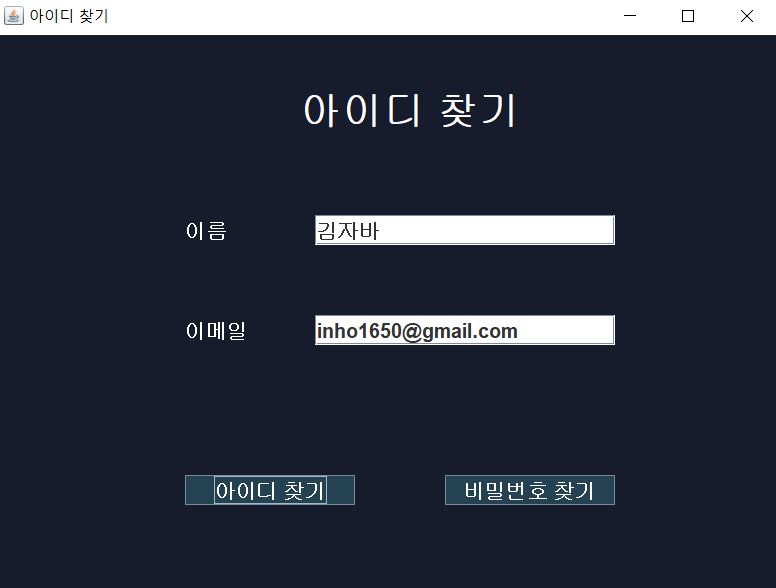 아이디 찾기
아이디 찾기
이름 김자바
이메일 inho1650@gmail.com
아이디 찾기 비밀번호 찾기